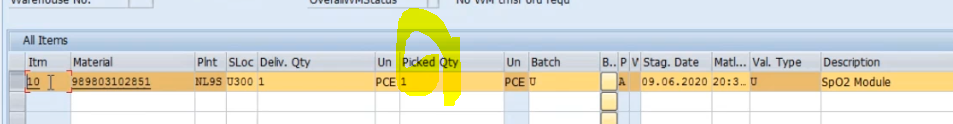 Warehouse No. OverallWMStatus No WM trnsf ord reqd
All Items
Itm Material Plnt SLoc Deliv. Qty Un Picked Qty Un Batch B.. P W Stag. Date Matl... Val. Type Description
10 989803102851 NL9S U300 1 PCE 1 PCE U A 09.06.2020 20:3... U SpO2 Module